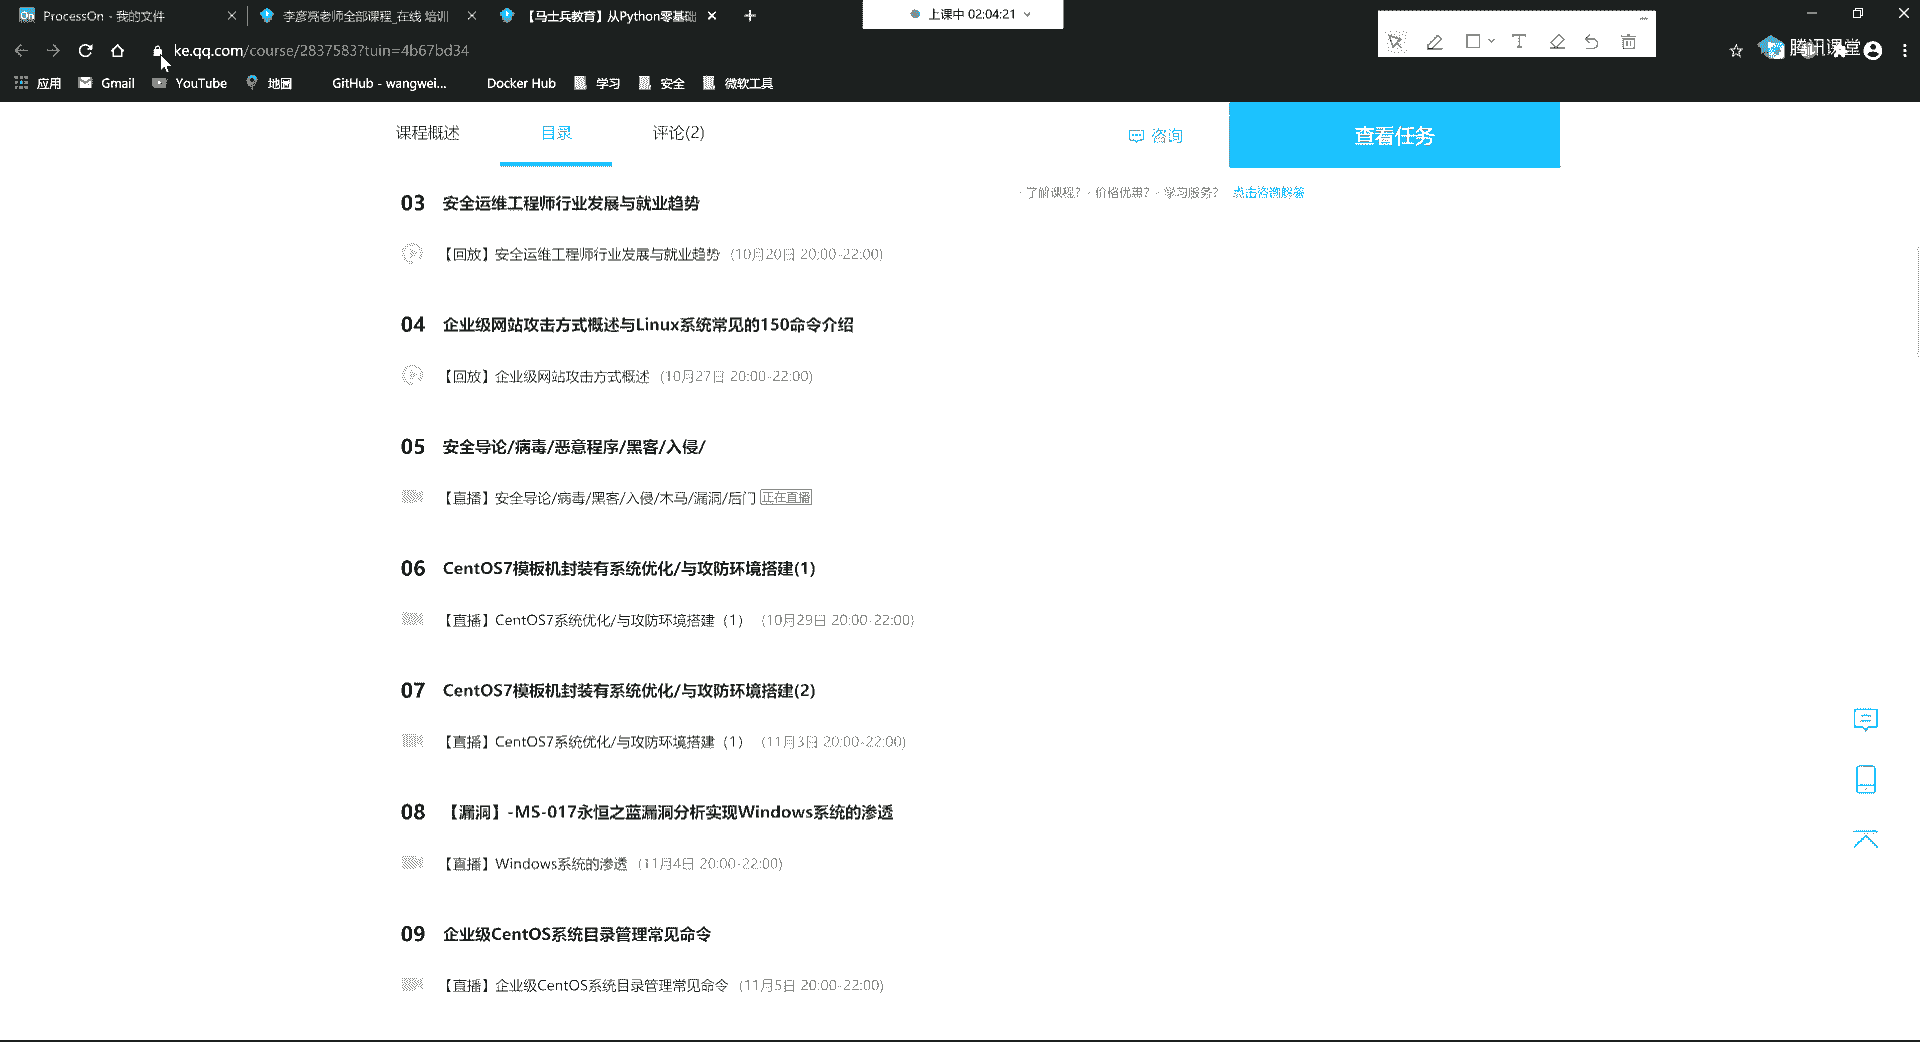 ProcessOn - 我的文件
李彦亮老师全部课程_在线 培训
【马士兵教育】从Python零基础
上课中 02:04:21
ke.qq.com/course/2837583?tuin=4b67bd34
腾讯课堂
应用 Gmail YouTube 地图 GitHub - wangwei... Docker Hub 学习 安全 微软工具
课程概述 目录 评论(2) 咨询 查看任务
· 了解课程？ · 价格优惠？ · 学习服务？ 点击咨询解答
03 安全运维工程师行业发展与就业趋势
【回放】安全运维工程师行业发展与就业趋势 (10月20日 20:00-22:00)
04 企业级网站攻击方式概述与Linux系统常见的150命令介绍
【回放】企业级网站攻击方式概述 (10月27日 20:00-22:00)
05 安全导论/病毒/恶意程序/黑客/入侵/
【直播】安全导论/病毒/黑客/入侵/木马/漏洞/后门 正在直播
06 CentOS7模板机封装有系统优化/与攻防环境搭建(1)
【直播】CentOS7系统优化/与攻防环境搭建（1） (10月29日 20:00-22:00)
07 CentOS7模板机封装有系统优化/与攻防环境搭建(2)
【直播】CentOS7系统优化/与攻防环境搭建（1） (11月3日 20:00-22:00)
08 【漏洞】-MS-017永恒之蓝漏洞分析实现Windows系统的渗透
【直播】Windows系统的渗透 (11月4日 20:00-22:00)
09 企业级CentOS系统目录管理常见命令
【直播】企业级CentOS系统目录管理常见命令 (11月5日 20:00-22:00)